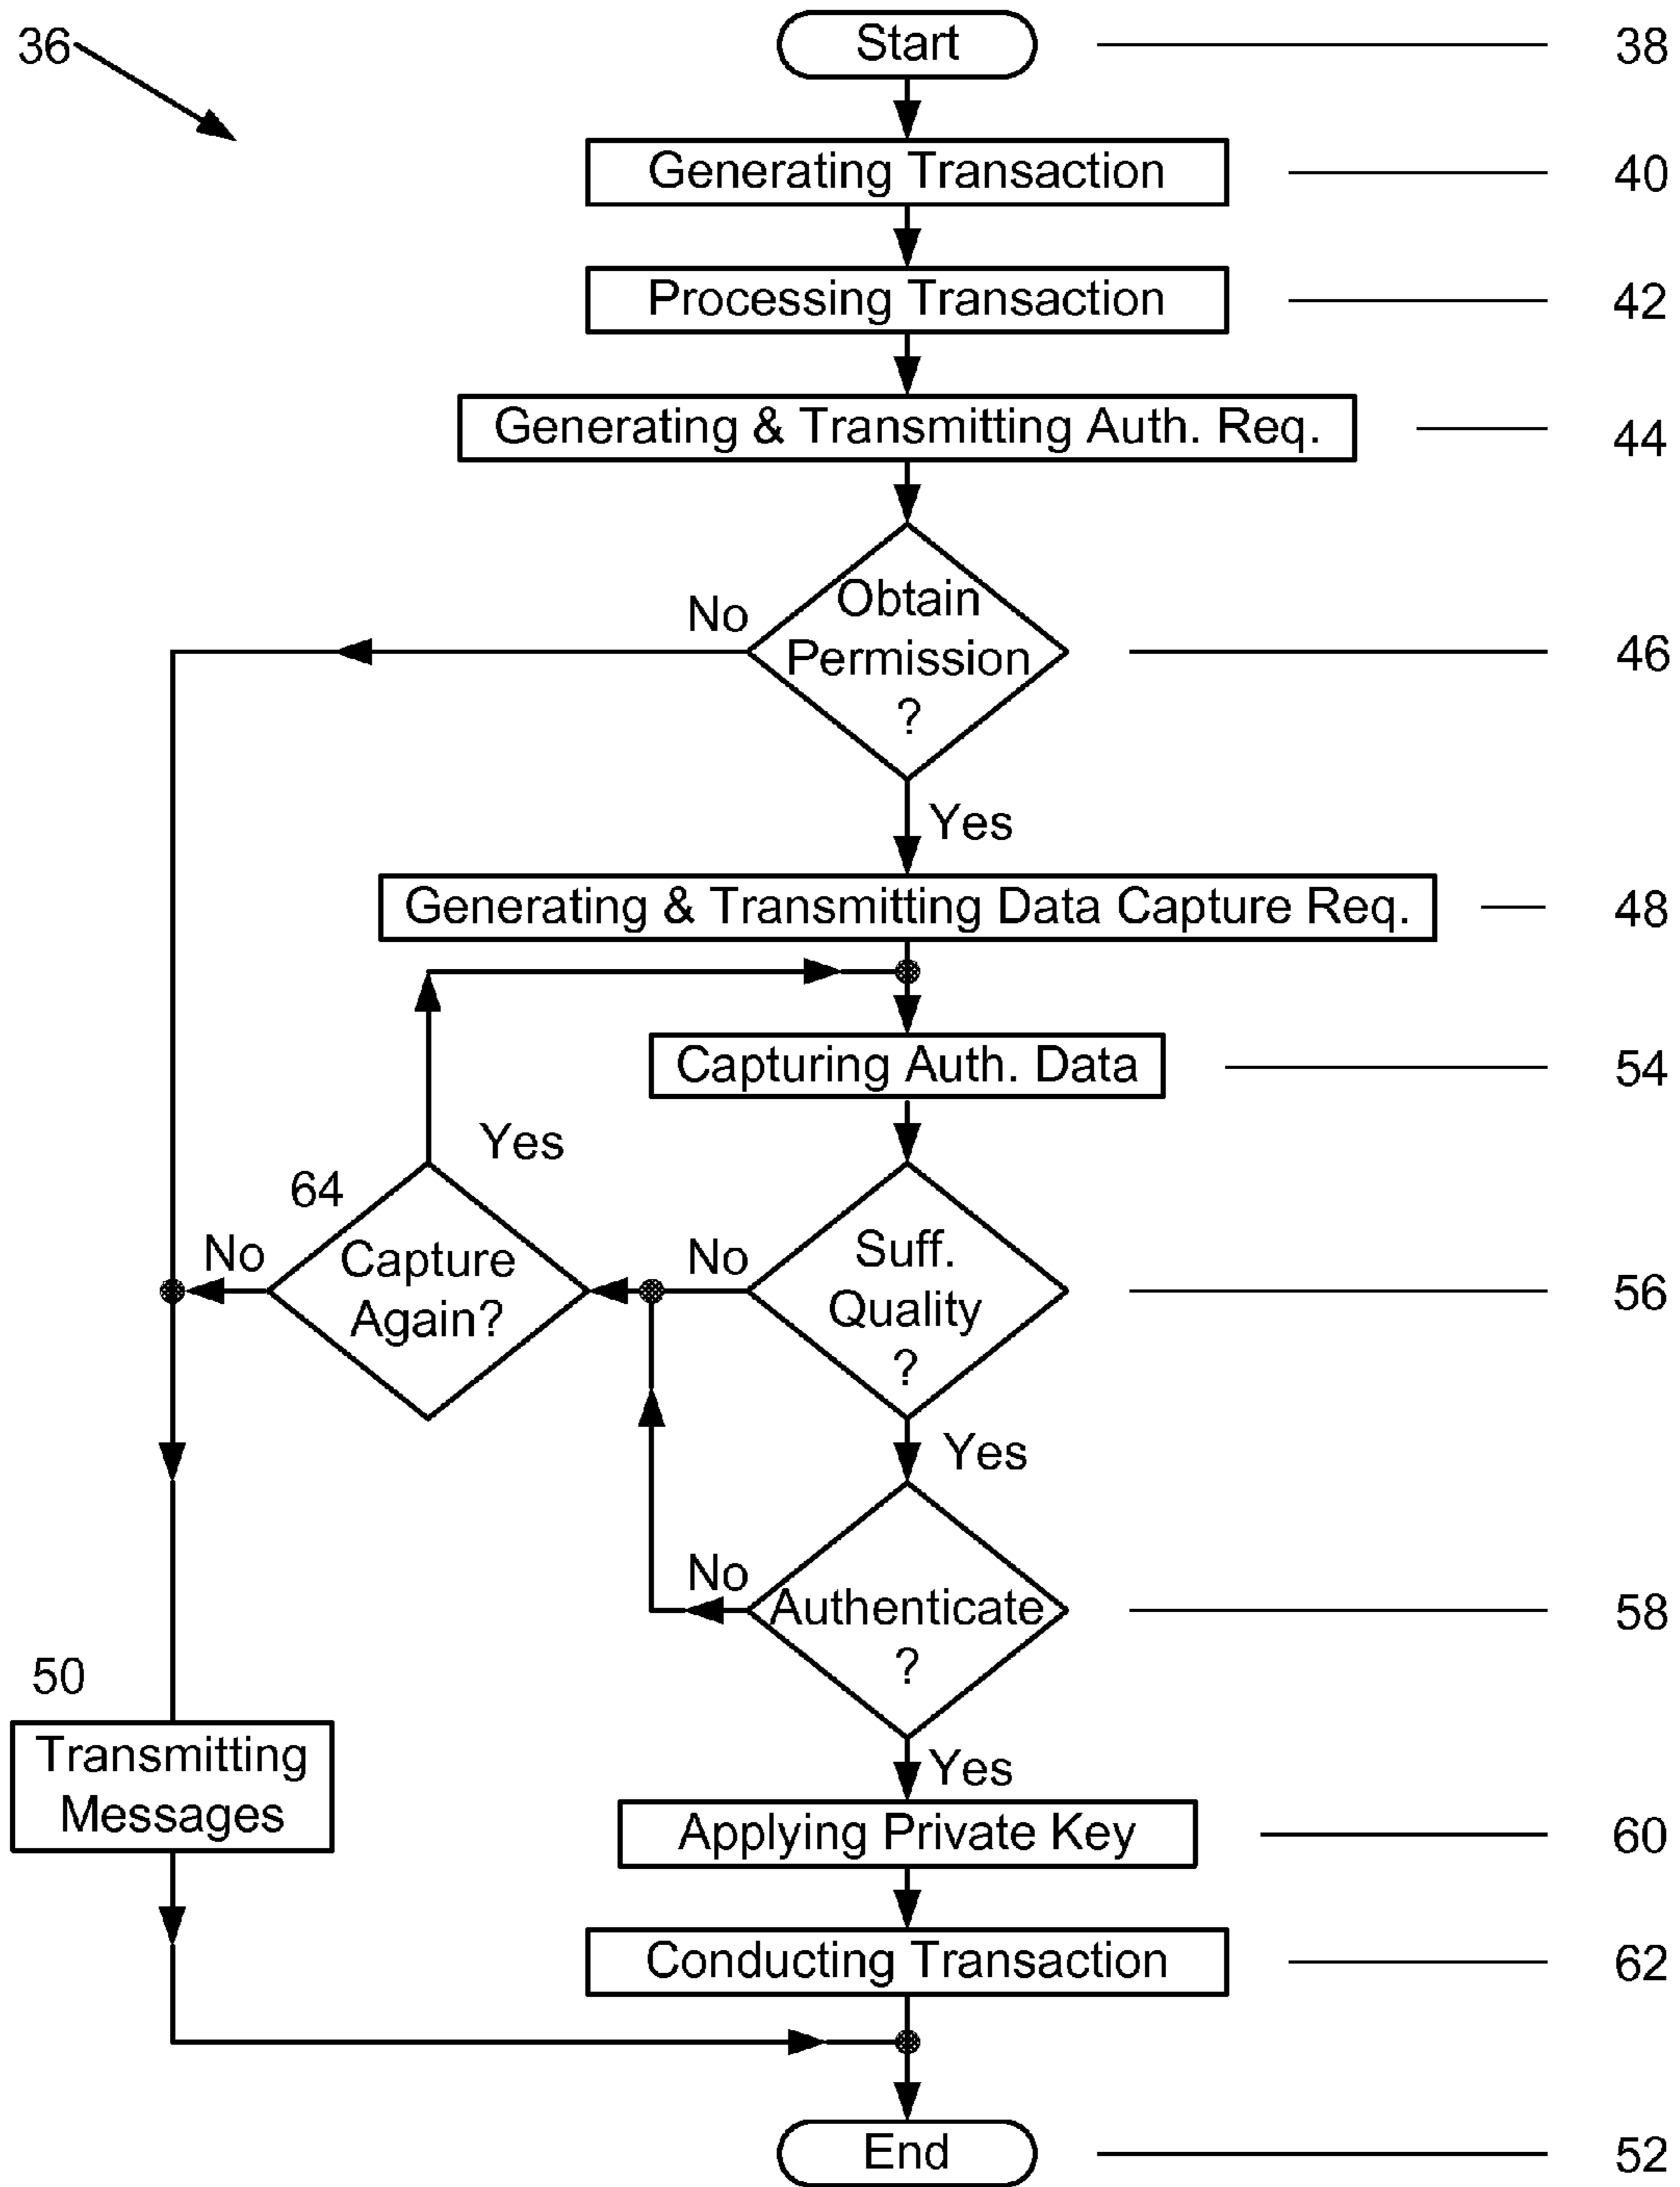 36
Start
38
Generating Transaction
40
Processing Transaction
42
Generating & Transmitting Auth. Req.
44
No
Obtain
Permission
?
46
Yes
Generating & Transmitting Data Capture Req.
48
Capturing Auth. Data
54
Yes
64
No
Capture
Again?
No
Suff.
Quality
?
56
Yes
No
Authenticate
?
58
50
Transmitting
Messages
Yes
Applying Private Key
60
Conducting Transaction
62
End
52